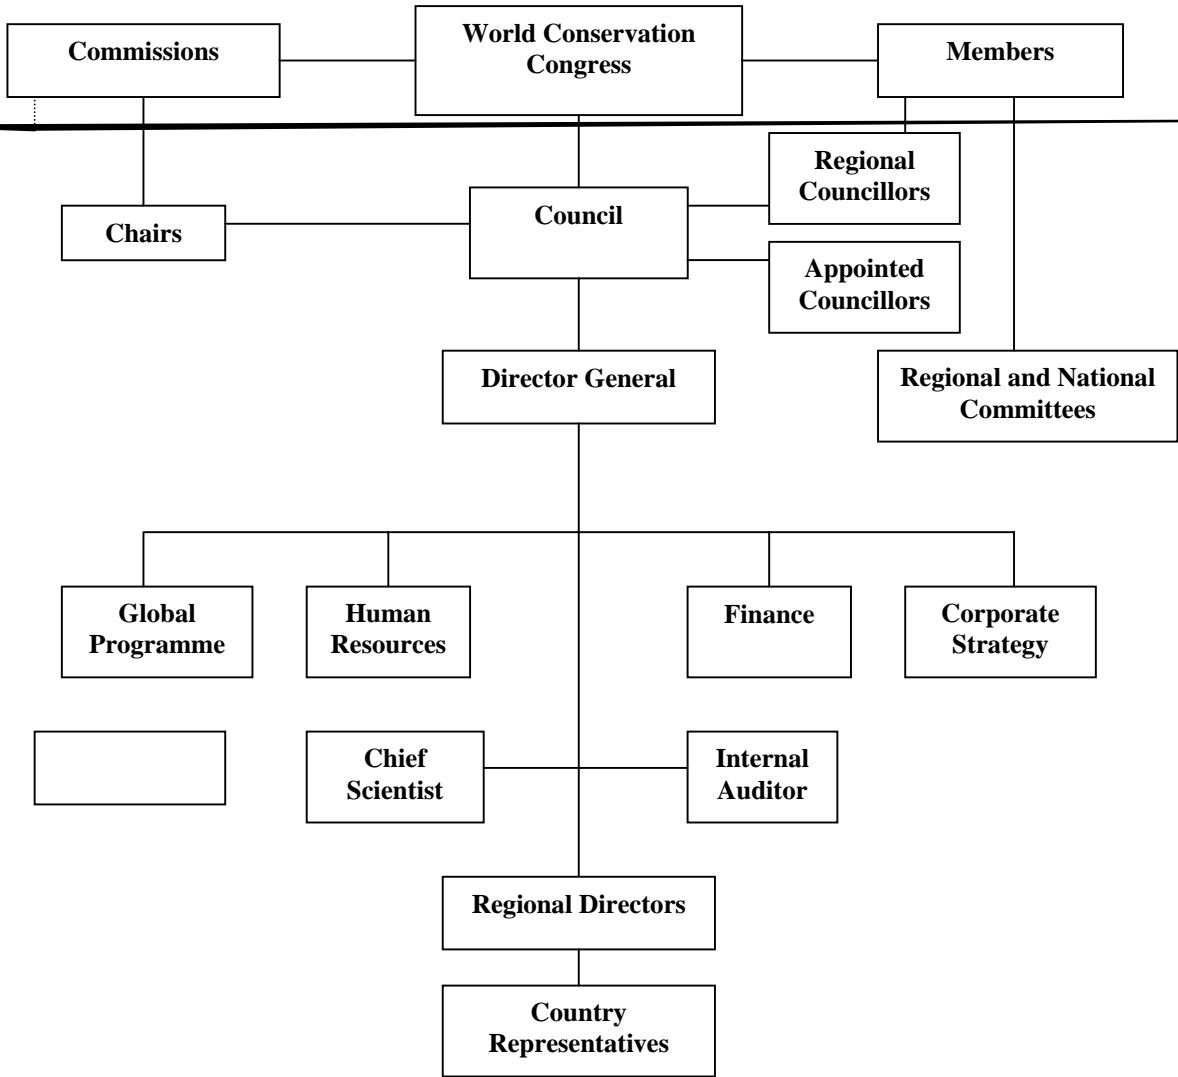 Commissions
World Conservation
Congress
Members
Regional
Councillors
Chairs
Council
Appointed
Councillors
Director General
Regional and National
Committees
Global
Programme
Human
Resources
Finance
Corporate
Strategy
Chief
Scientist
Internal
Auditor
Regional Directors
Country
Representatives